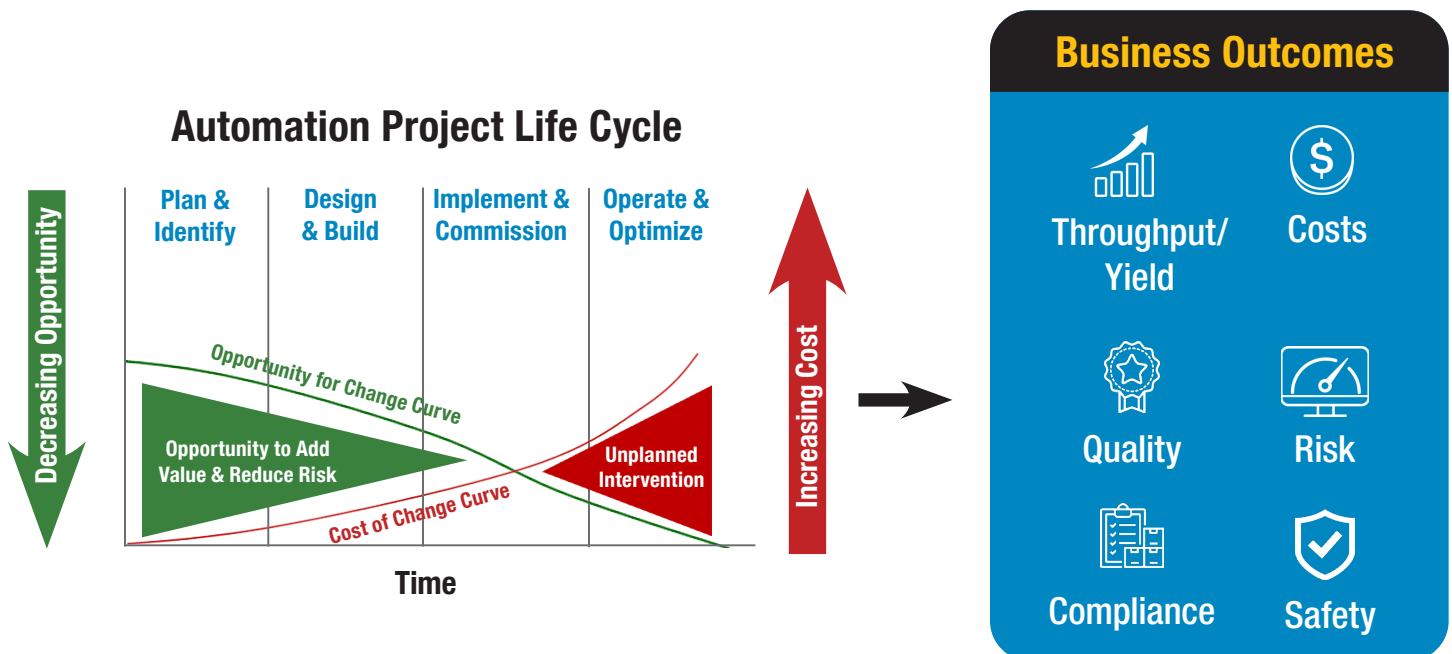 Automation Project Life Cycle
Decreasing Opportunity
Plan &
Identify
Design
& Build
Implement &
Commission
Operate &
Optimize
Opportunity for Change Curve
Opportunity to Add
Value & Reduce Risk
Cost of Change Curve
Unplanned
Intervention
Time
Increasing Cost
Business Outcomes
Throughput/
Yield
$
Costs
Quality
Risk
Compliance
Safety